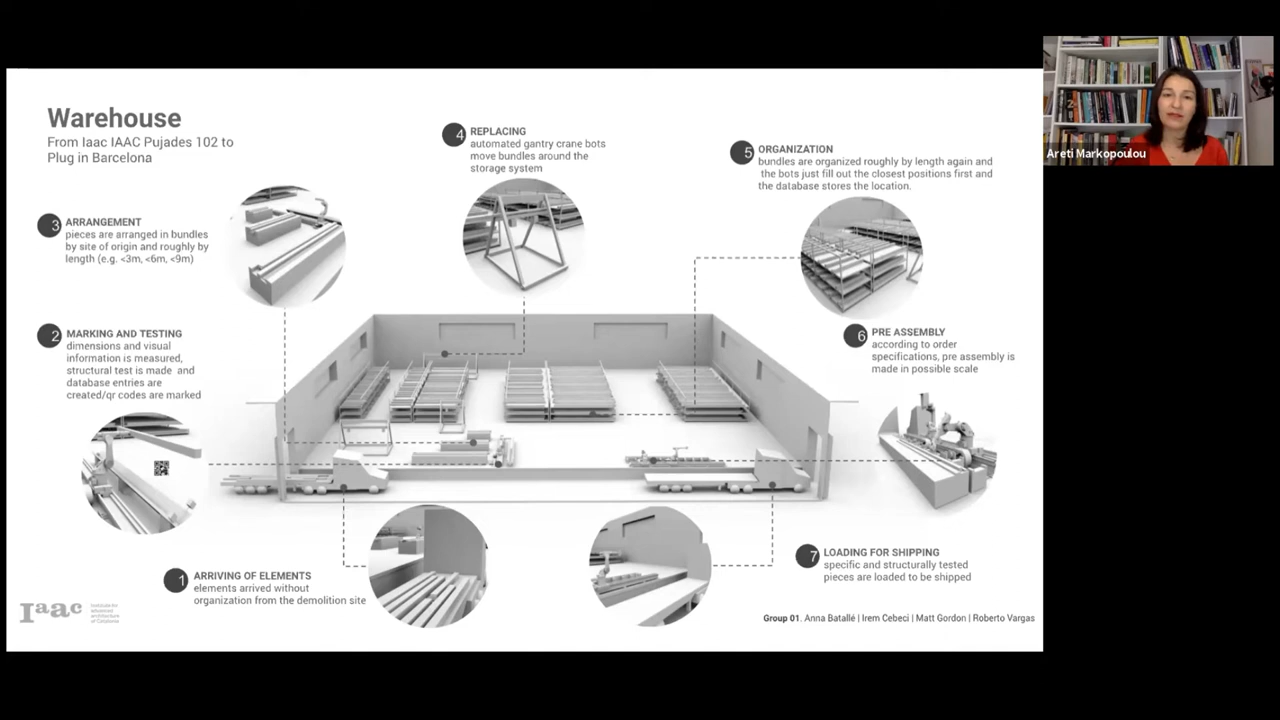 Warehouse
From Iaac IAAC Pujades 102 to
Plug in Barcelona
1
ARRIVING OF ELEMENTS
elements arrived without
organization from the demolition site
2
MARKING AND TESTING
dimensions and visual
information is measured,
structural test is made and
database entries are
created/qr codes are marked
3
ARRANGEMENT
pieces are arranged in bundles
by site of origin and roughly by
length (e.g. <3m, <6m, <9m)
4
REPLACING
automated gantry crane bots
move bundles around the
storage system
5
ORGANIZATION
bundles are organized roughly by length again and
the bots just fill out the closest positions first and
the database stores the location.
6
PRE ASSEMBLY
according to order
specifications, pre assembly is
made in possible scale
7
LOADING FOR SHIPPING
specific and structurally tested
pieces are loaded to be shipped
Iaac
Institute for
advanced
architecture
of Catalonia
Group 01. Anna Batallé | Irem Cebeci | Matt Gordon | Roberto Vargas
Areti Markopoulou